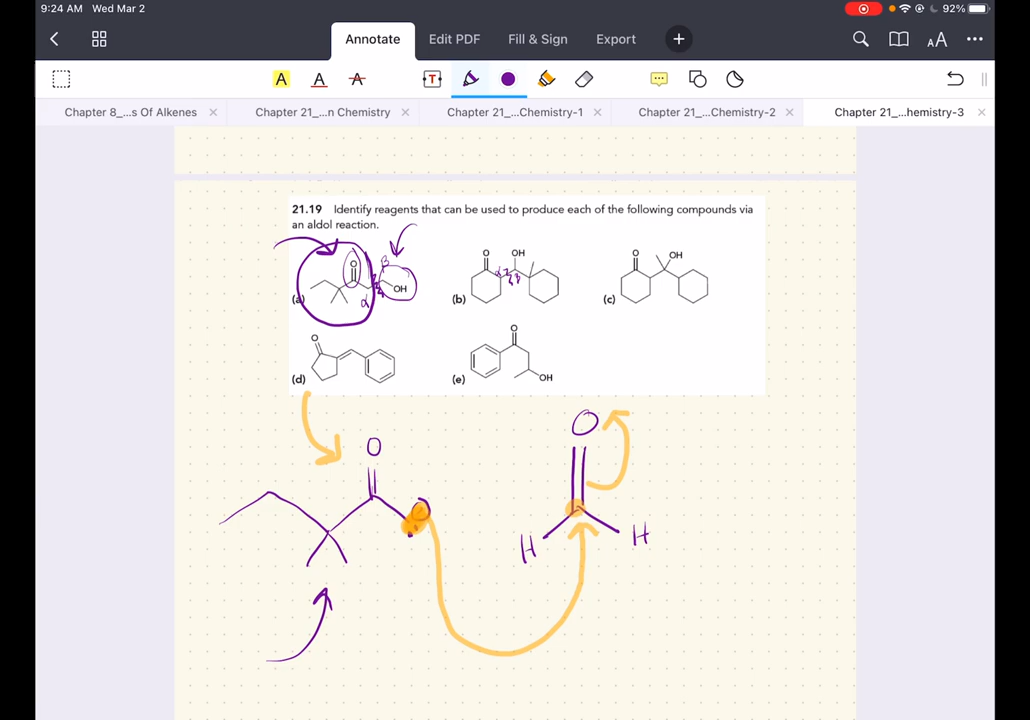 9:24 AM Wed Mar 2
92%
Annotate
Edit PDF
Fill & Sign
Export
Chapter 8_...s Of Alkenes
Chapter 21_...n Chemistry
Chapter 21_...Chemistry-1
Chapter 21_...Chemistry-2
Chapter 21_...hemistry-3
21.19 Identify reagents that can be used to produce each of the following compounds via
an aldol reaction.
O
β
α
OH
(a)
O
OH
α
β
(b)
O
OH
(c)
O
(d)
O
OH
(e)
O
O
H
H